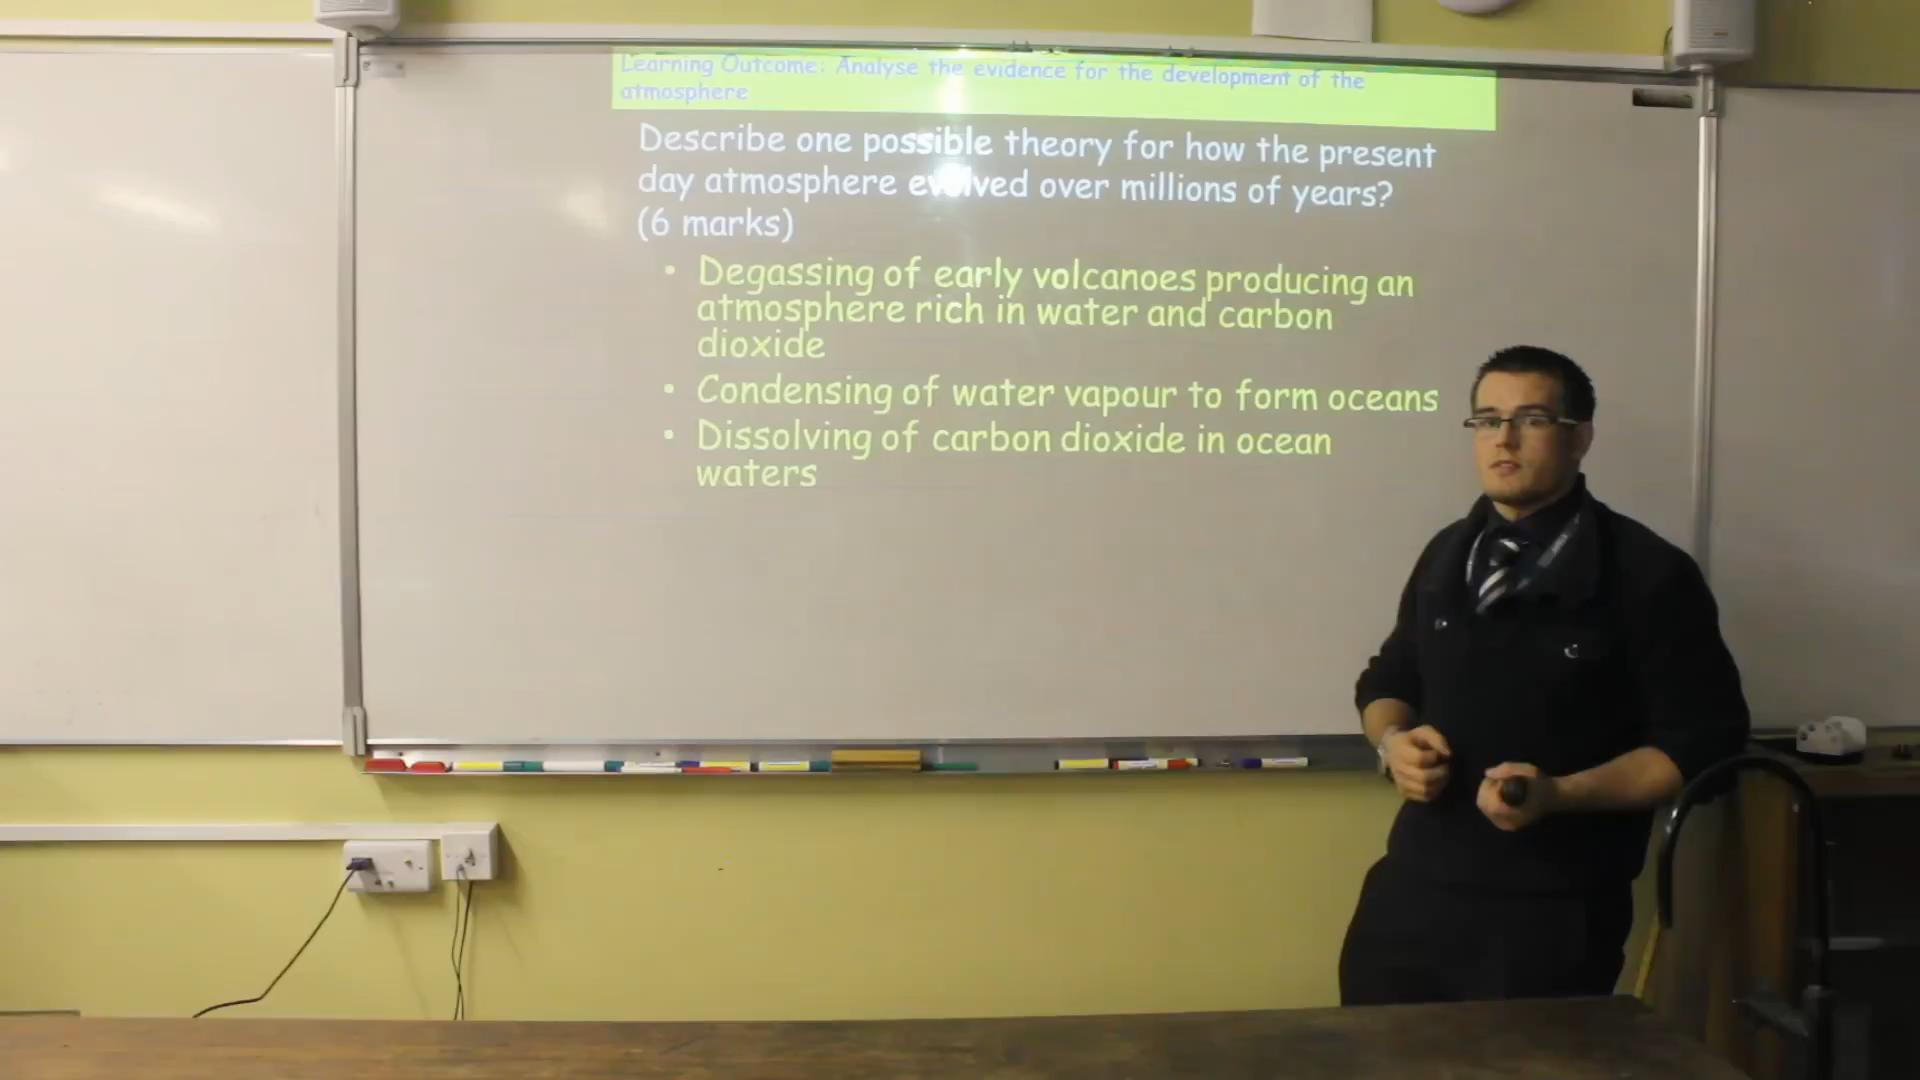 Learning Outcome: Analyse the evidence for the development of the
atmosphere
Describe one possible theory for how the present
day atmosphere evolved over millions of years?
(6 marks)
• Degassing of early volcanoes producing an
atmosphere rich in water and carbon
dioxide
• Condensing of water vapour to form oceans
• Dissolving of carbon dioxide in ocean
waters